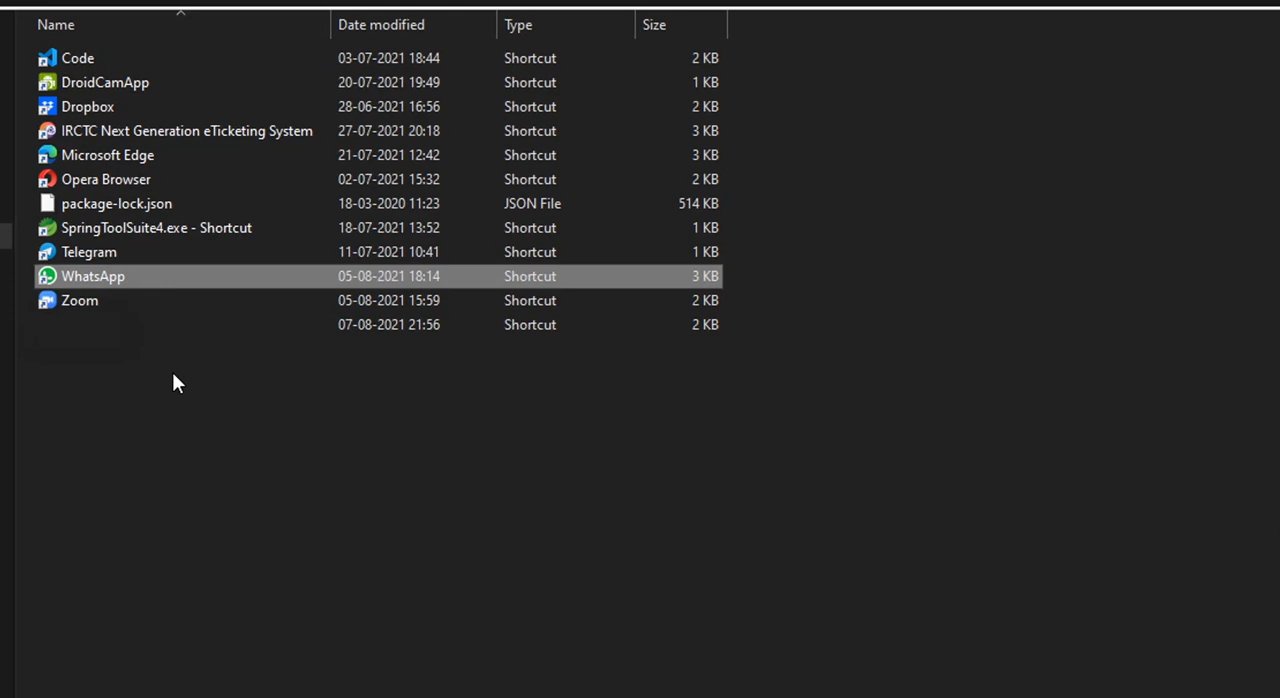 Name Date modified Type Size
Code 03-07-2021 18:44 Shortcut 2 KB
DroidCamApp 20-07-2021 19:49 Shortcut 1 KB
Dropbox 28-06-2021 16:56 Shortcut 2 KB
IRCTC Next Generation eTicketing System 27-07-2021 20:18 Shortcut 3 KB
Microsoft Edge 21-07-2021 12:42 Shortcut 3 KB
Opera Browser 02-07-2021 15:32 Shortcut 2 KB
package-lock.json 18-03-2020 11:23 JSON File 514 KB
SpringToolSuite4.exe - Shortcut 18-07-2021 13:52 Shortcut 1 KB
Telegram 11-07-2021 10:41 Shortcut 1 KB
WhatsApp 05-08-2021 18:14 Shortcut 3 KB
Zoom 05-08-2021 15:59 Shortcut 2 KB
07-08-2021 21:56 Shortcut 2 KB